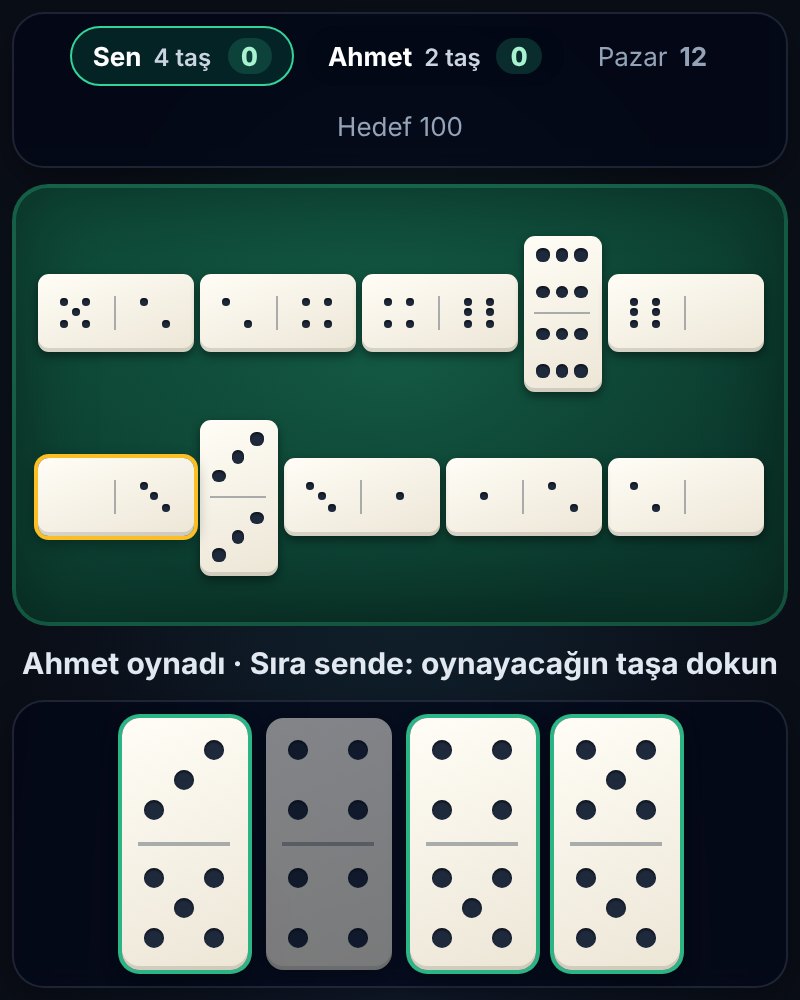 Sen 4 taş 0 Ahmet 2 taş 0 Pazar 12
Hedef 100
Ahmet oynadı · Sıra sende: oynayacağın taşa dokun